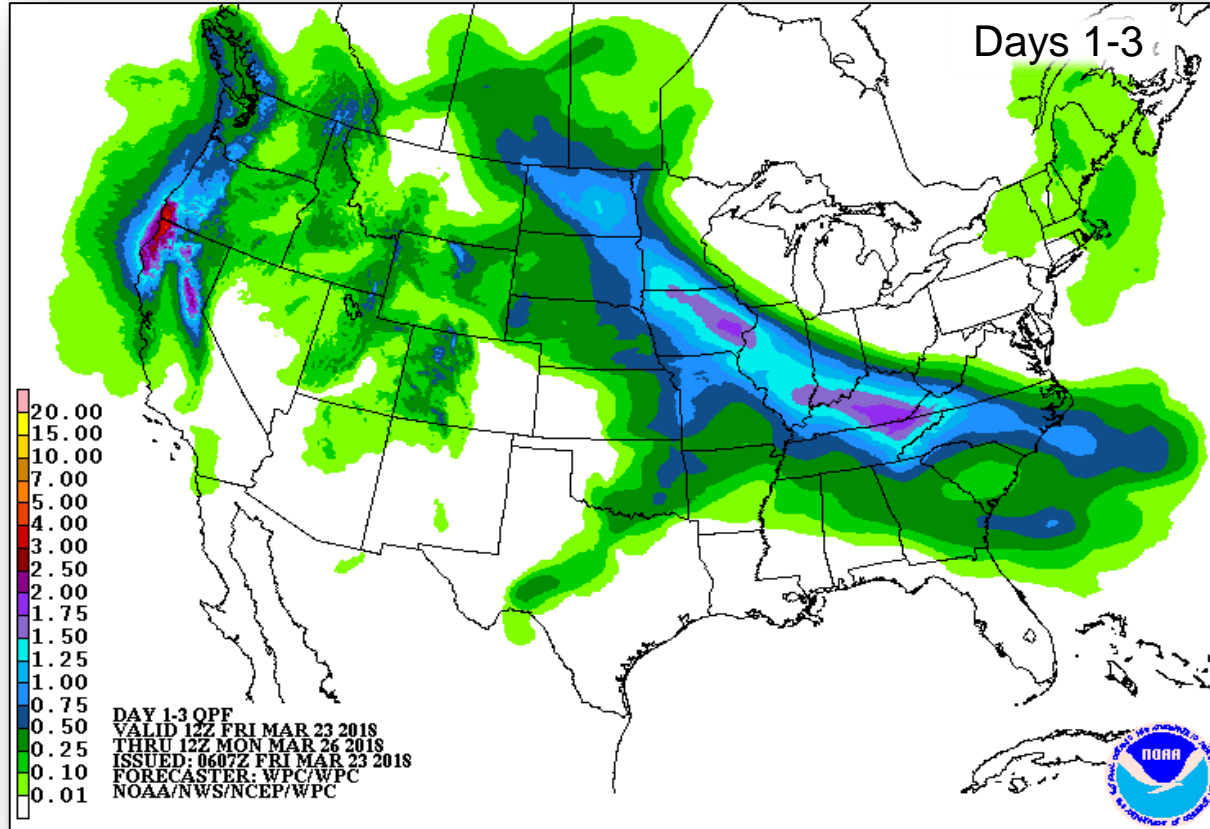 Days 1-3
20.00
15.00
10.00
7.00
5.00
4.00
3.00
2.50
2.00
1.75
1.50
1.25
1.00
0.75
0.50
0.25
0.10
0.01
DAY 1-3 QPF
VALID 12Z FRI MAR 23 2018
THRU 12Z MON MAR 26 2018
ISSUED: 0607Z FRI MAR 23 2018
FORECASTER: WPC/WPC
NOAA/NWS/NCEP/WPC
NOAA